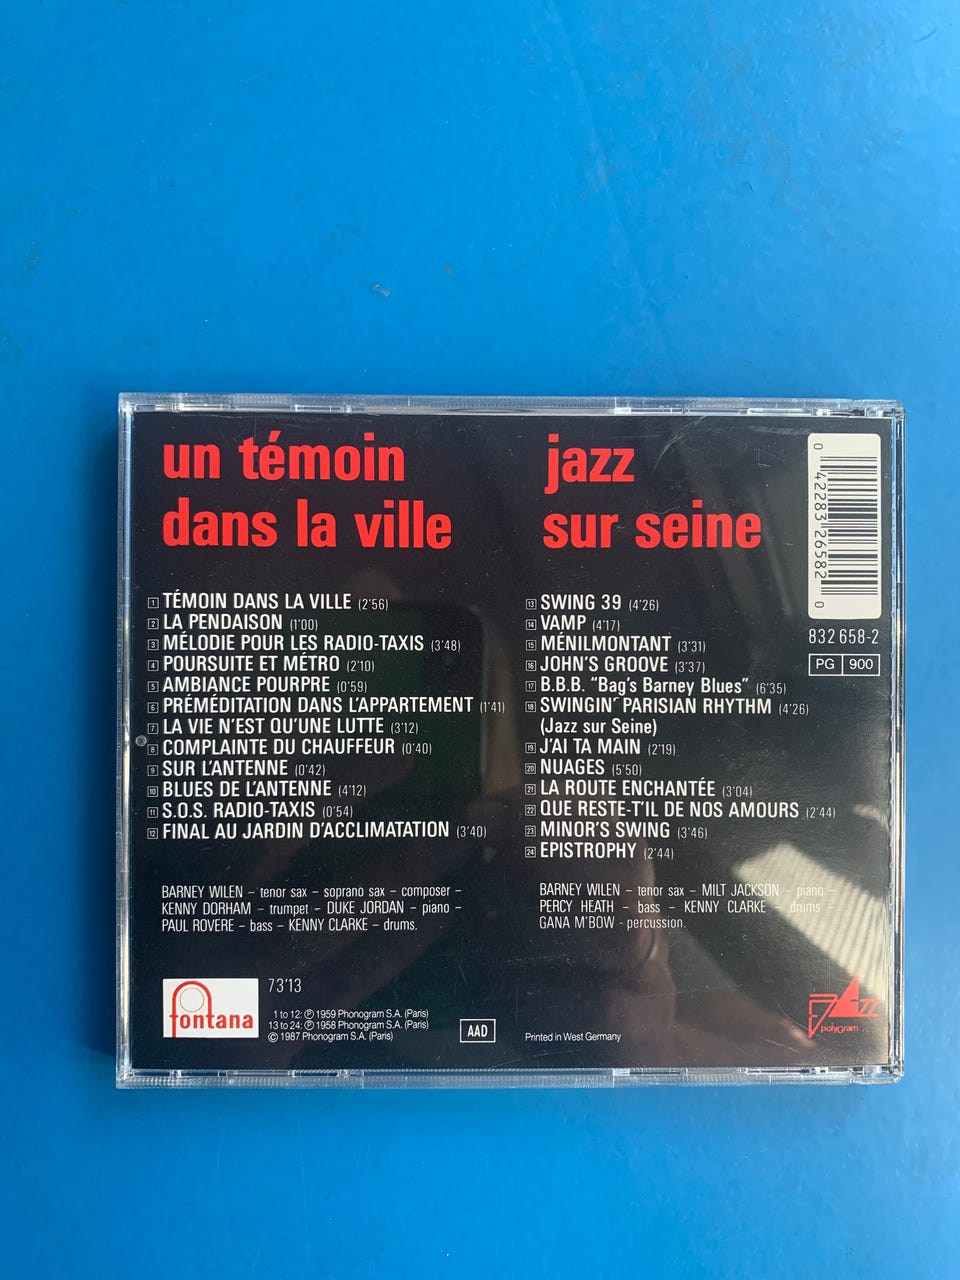 un témoin
dans la ville
1 TÉMOIN DANS LA VILLE (2'56)
2 LA PENDAISON (1'00)
3 MÉLODIE POUR LES RADIO-TAXIS (3'48)
4 POURSUITE ET MÉTRO (2'10)
5 AMBIANCE POURPRE (0'59)
6 PRÉMÉDITATION DANS L'APPARTEMENT (1'41)
7 LA VIE N'EST QU'UNE LUTTE (3'12)
8 COMPLAINTE DU CHAUFFEUR (0'40)
9 SUR L'ANTENNE (0'42)
10 BLUES DE L'ANTENNE (4'12)
11 S.O.S. RADIO-TAXIS (0'54)
12 FINAL AU JARDIN D'ACCLIMATATION (3'40)
BARNEY WILEN – tenor sax – soprano sax – composer –
KENNY DORHAM – trumpet – DUKE JORDAN – piano –
PAUL ROVERE – bass – KENNY CLARKE – drums.
jazz
sur seine
13 SWING 39 (4'26)
14 VAMP (4'17)
15 MÉNILMONTANT (3'31)
16 JOHN'S GROOVE (3'37)
17 B.B.B. "Bag's Barney Blues" (6'35)
18 SWINGIN' PARISIAN RHYTHM (4'26)
(Jazz sur Seine)
19 J'AI TA MAIN (2'19)
20 NUAGES (5'50)
21 LA ROUTE ENCHANTÉE (3'04)
22 QUE RESTE-T'IL DE NOS AMOURS (2'44)
23 MINOR'S SWING (3'46)
24 EPISTROPHY (2'44)
BARNEY WILEN – tenor sax – MILT JACKSON – piano –
PERCY HEATH – bass – KENNY CLARKE – drums –
GANA M'BOW - percussion.
0 42283 26582 0
832 658-2
PG 900
fontana
73'13
1 to 12: ℗ 1959 Phonogram S.A. (Paris)
13 to 24: ℗ 1958 Phonogram S.A. (Paris)
© 1987 Phonogram S.A. (Paris)
AAD
Printed in West Germany
Jazz
polygram